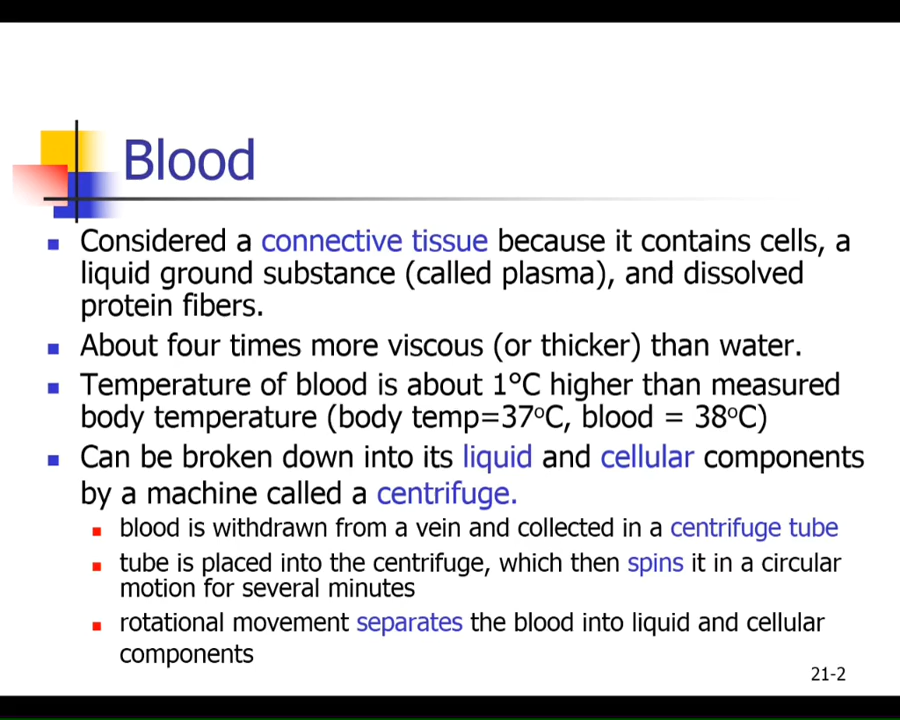 Blood
Considered a connective tissue because it contains cells, a
liquid ground substance (called plasma), and dissolved
protein fibers.
About four times more viscous (or thicker) than water.
Temperature of blood is about 1°C higher than measured
body temperature (body temp=37°C, blood = 38°C)
Can be broken down into its liquid and cellular components
by a machine called a centrifuge.
blood is withdrawn from a vein and collected in a centrifuge tube
tube is placed into the centrifuge, which then spins it in a circular
motion for several minutes
rotational movement separates the blood into liquid and cellular
components
21-2